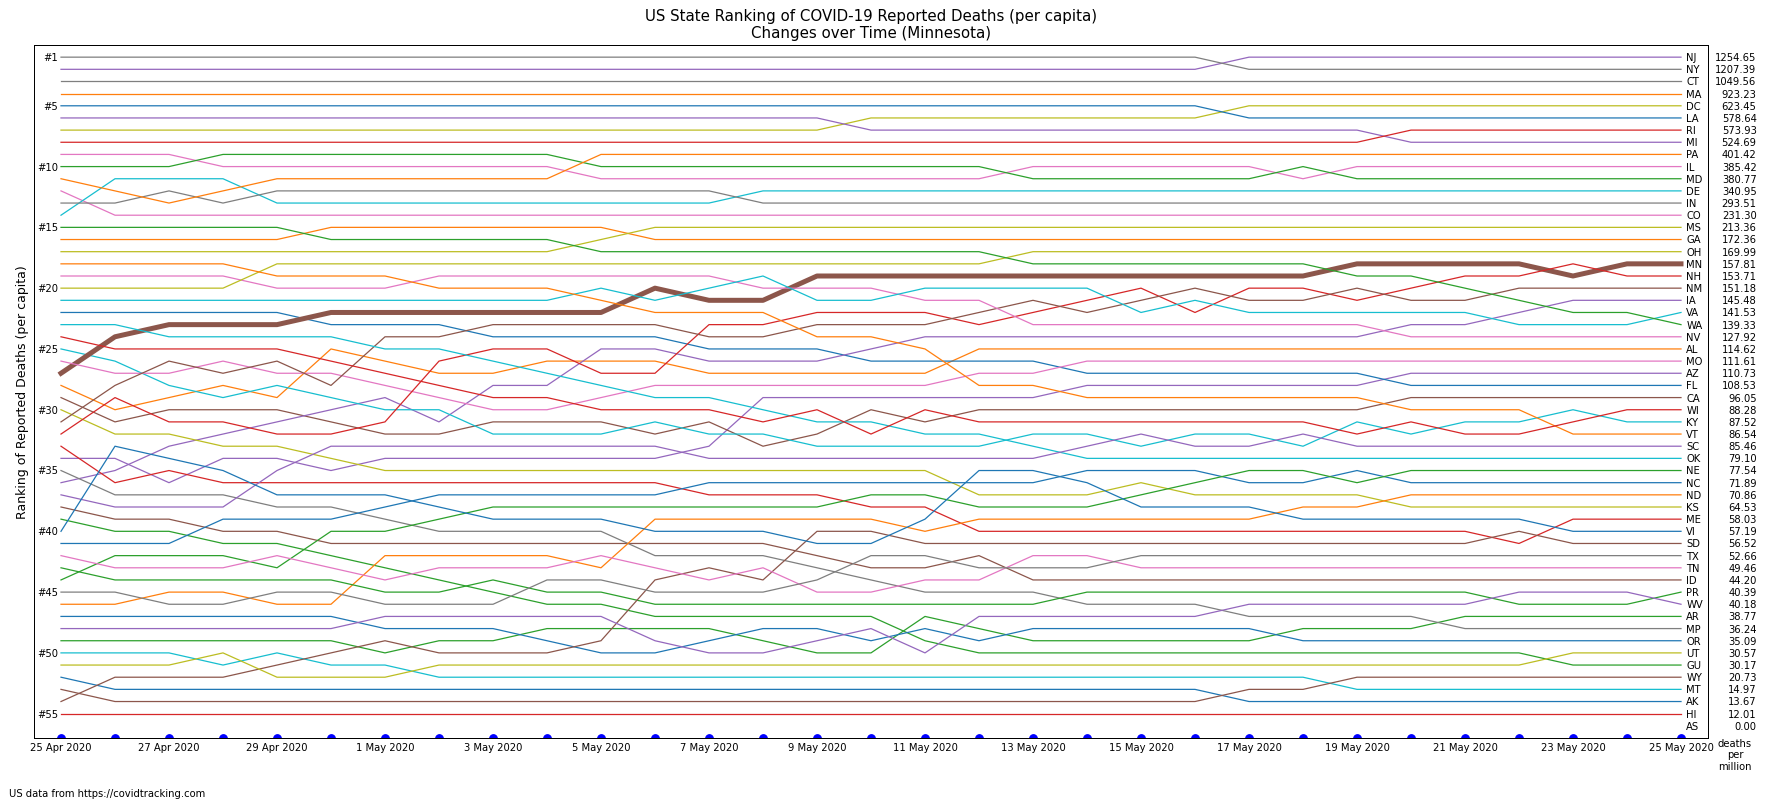 US State Ranking of COVID-19 Reported Deaths (per capita)
Changes over Time (Minnesota)
Ranking of Reported Deaths (per capita)
#1
#5
#10
#15
#20
#25
#30
#35
#40
#45
#50
#55
NJ 1254.65
NY 1207.39
CT 1049.56
MA 923.23
DC 623.45
LA 578.64
RI 573.93
MI 524.69
PA 401.42
IL 385.42
MD 380.77
DE 340.95
IN 293.51
CO 231.30
MS 213.36
GA 172.36
OH 169.99
MN 157.81
NH 153.71
NM 151.18
IA 145.48
VA 141.53
WA 139.33
NV 127.92
AL 114.62
MO 111.61
AZ 110.73
FL 108.53
CA 96.05
WI 88.28
KY 87.52
VT 86.54
SC 85.46
OK 79.10
NE 77.54
NC 71.89
ND 70.86
KS 64.53
ME 58.03
VI 57.19
SD 56.52
TX 52.66
TN 49.46
ID 44.20
PR 40.39
WV 40.18
AR 38.77
MP 36.24
OR 35.09
UT 30.57
GU 30.17
WY 20.73
MT 14.97
AK 13.67
HI 12.01
AS 0.00
25 Apr 2020 27 Apr 2020 29 Apr 2020 1 May 2020 3 May 2020 5 May 2020 7 May 2020 9 May 2020 11 May 2020 13 May 2020 15 May 2020 17 May 2020 19 May 2020 21 May 2020 23 May 2020 25 May 2020
deaths
per
million
US data from https://covidtracking.com